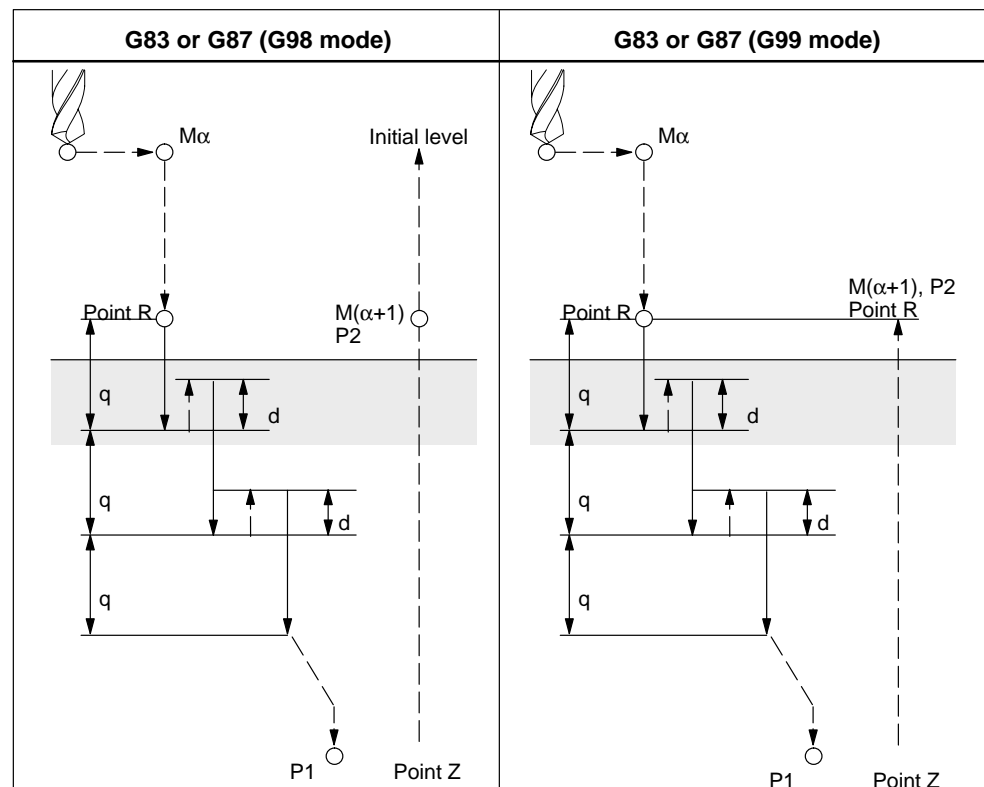 G83 or G87 (G98 mode)
Mα
Initial level
Point R
M(α+1)
P2
q
d
q
d
q
P1
Point Z
G83 or G87 (G99 mode)
Mα
M(α+1), P2
Point R
Point R
q
d
q
d
q
P1
Point Z